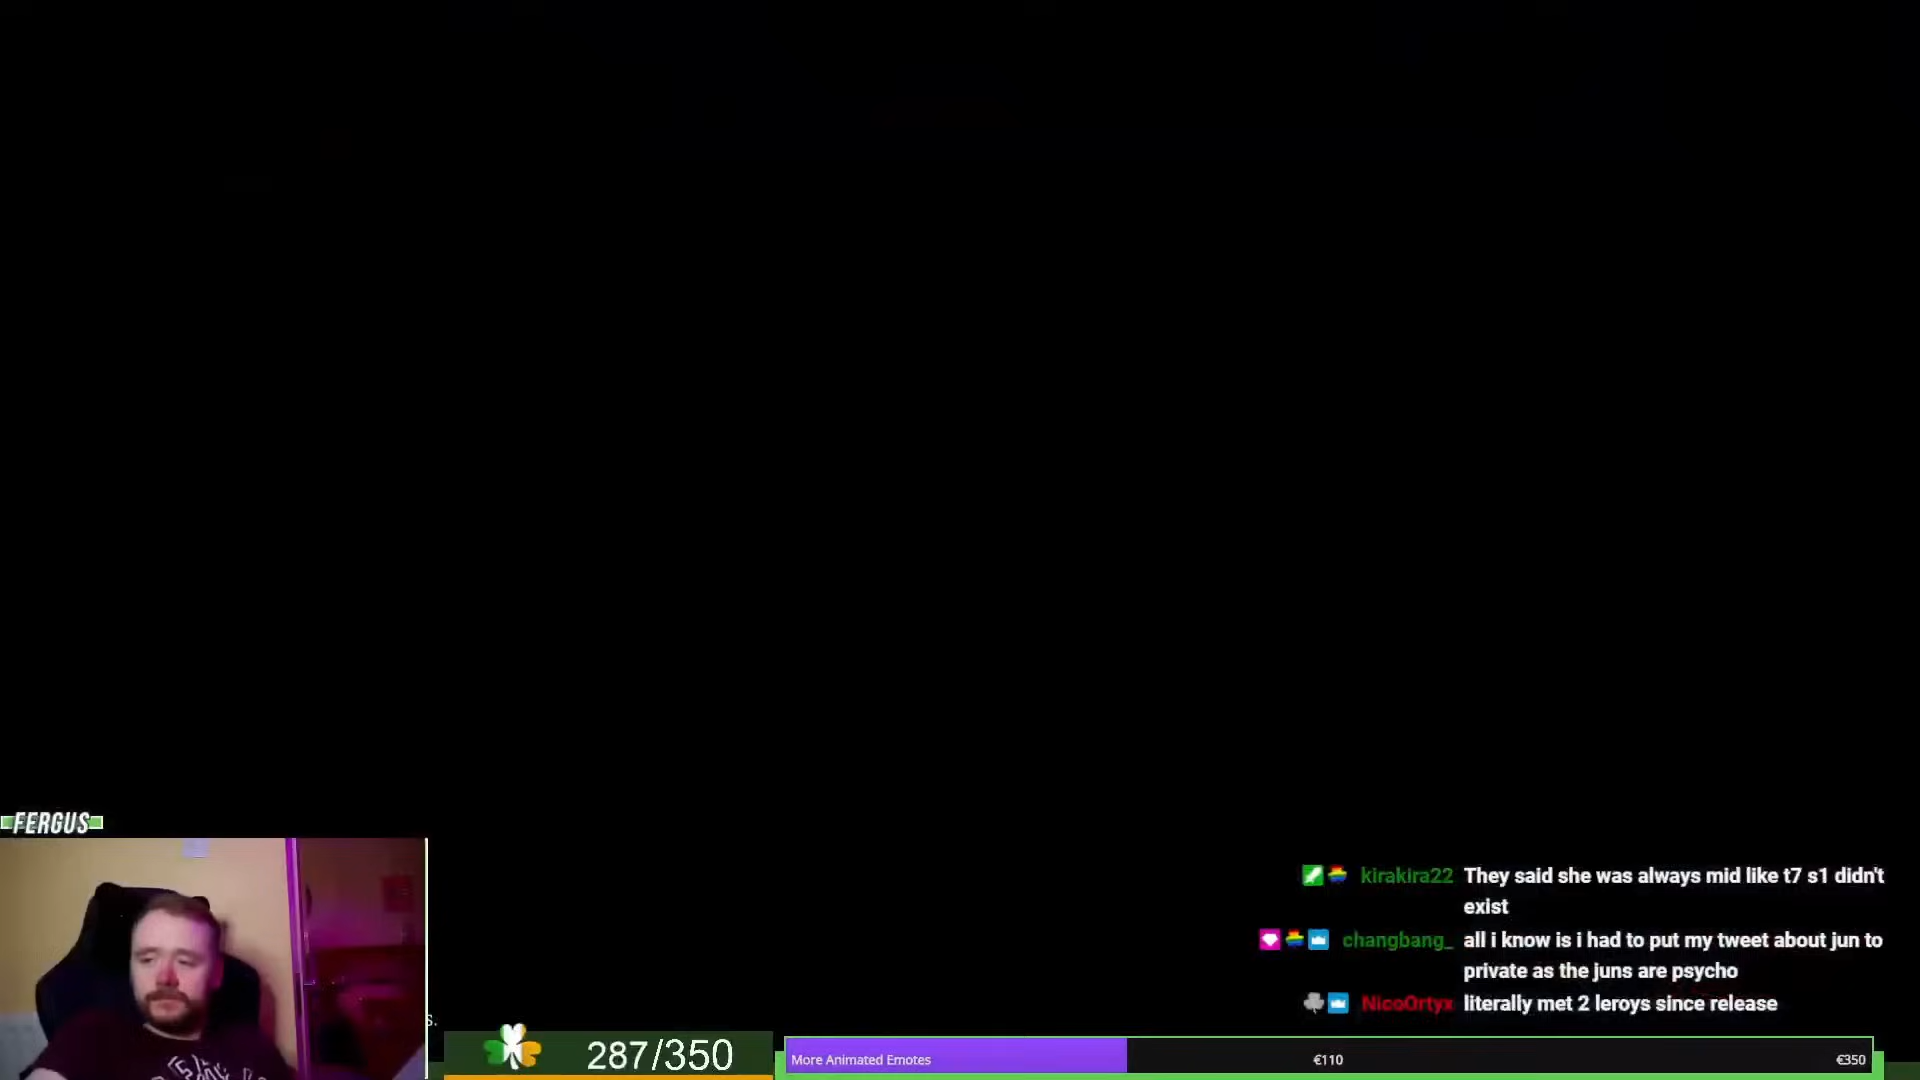 FERGUS
kirakira22 They said she was always mid like t7 s1 didn't
exist
changbang_ all i know is i had to put my tweet about jun to
private as the juns are psycho
NicoOrtyx literally met 2 leroys since release
s.
287/350
More Animated Emotes €110 €350